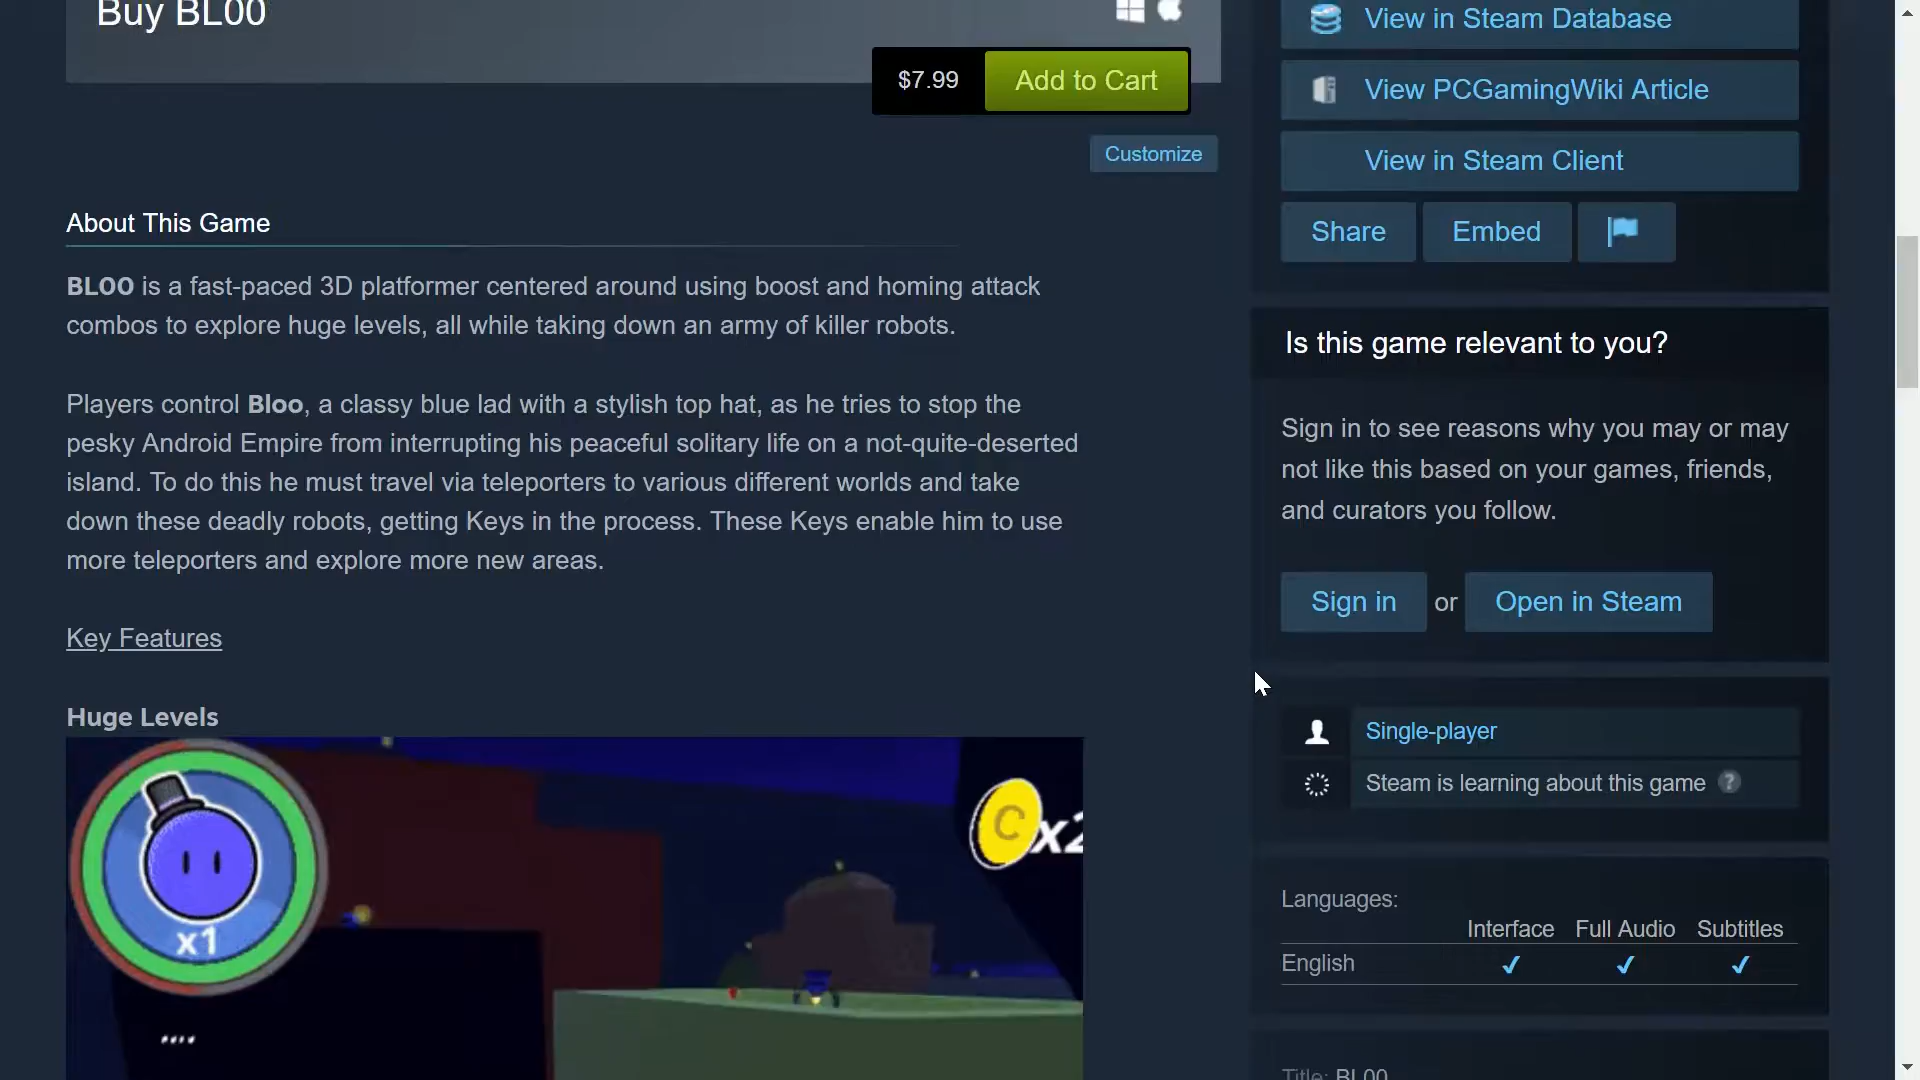 Buy BL00
$7.99
Add to Cart
Customize
About This Game
BL00 is a fast-paced 3D platformer centered around using boost and homing attack
combos to explore huge levels, all while taking down an army of killer robots.
Players control Bloo, a classy blue lad with a stylish top hat, as he tries to stop the
pesky Android Empire from interrupting his peaceful solitary life on a not-quite-deserted
island. To do this he must travel via teleporters to various different worlds and take
down these deadly robots, getting Keys in the process. These Keys enable him to use
more teleporters and explore more new areas.
Key Features
Huge Levels
x1
C
x2
View in Steam Database
View PCGamingWiki Article
View in Steam Client
Share
Embed
Is this game relevant to you?
Sign in to see reasons why you may or may
not like this based on your games, friends,
and curators you follow.
Sign in or Open in Steam
Single-player
Steam is learning about this game ?
Languages:
Interface Full Audio Subtitles
English ✔ ✔ ✔
Title: BL00